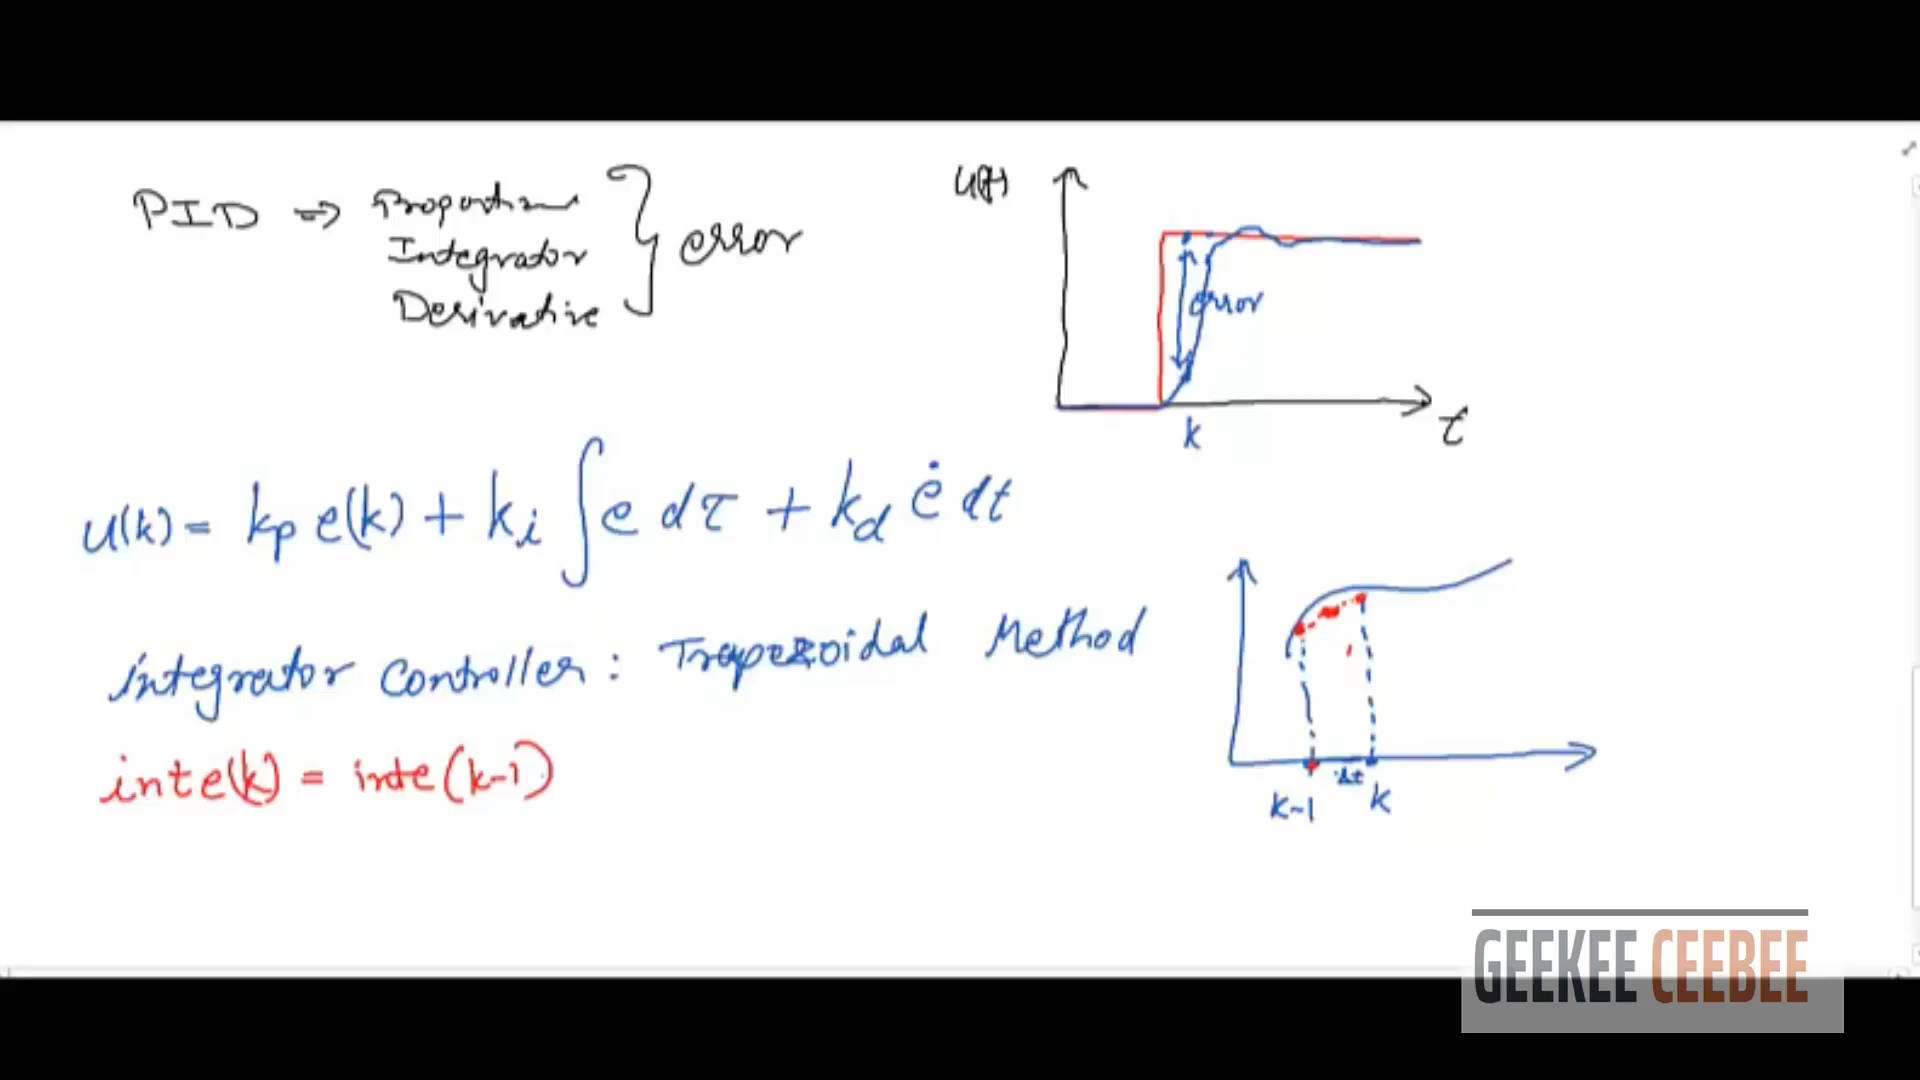 PID ⇒ Proportional
Integrator
Derivative
} error
U(t)
error
k
t
u(k) = kp e(k) + ki ∫ e dτ + kd ė dt
integrator Controller : Trapezoidal Method
inte(k) = inte(k-1)
Δt
k-1 k
GEEKEE CEEBEE